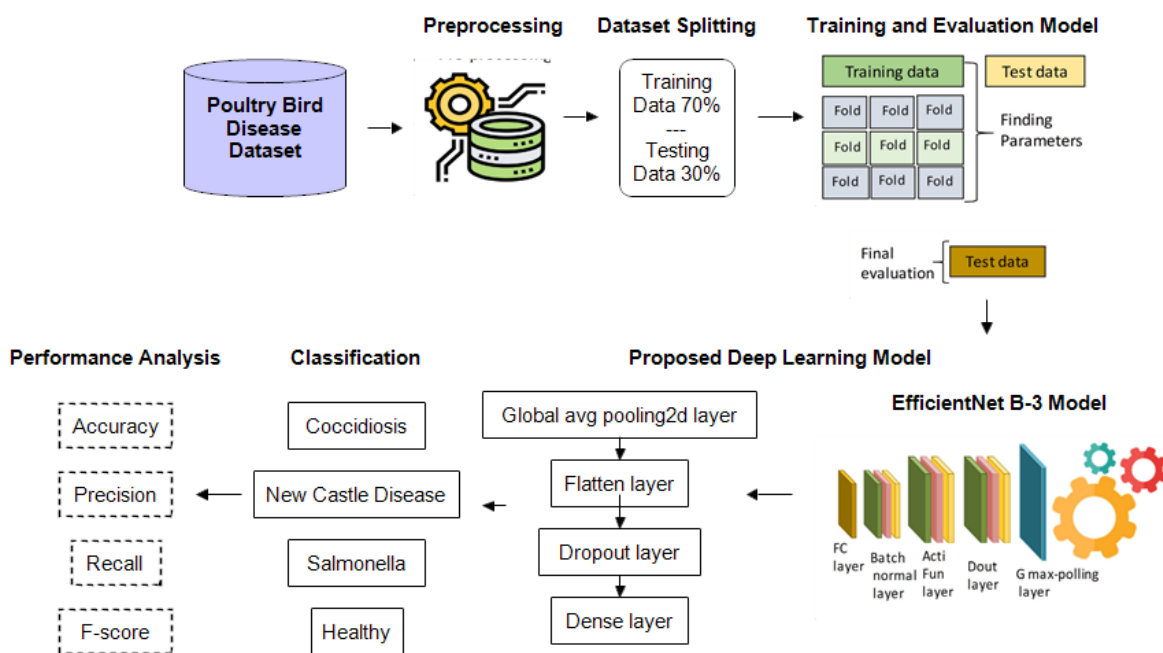 Preprocessing
Dataset Splitting
Training and Evaluation Model
Poultry Bird
Disease
Dataset
Training
Data 70%
---
Testing
Data 30%
Training data
Test data
Fold Fold Fold
Fold Fold Fold
Fold Fold Fold
Finding
Parameters
Final
evaluation
Test data
Performance Analysis
Classification
Proposed Deep Learning Model
Accuracy
Precision
Recall
F-score
Coccidiosis
New Castle Disease
Salmonella
Healthy
Global avg pooling2d layer
Flatten layer
Dropout layer
Dense layer
EfficientNet B-3 Model
FC
layer
Batch
normal
layer
Acti
Fun
layer
Dout
layer
G max-polling
layer